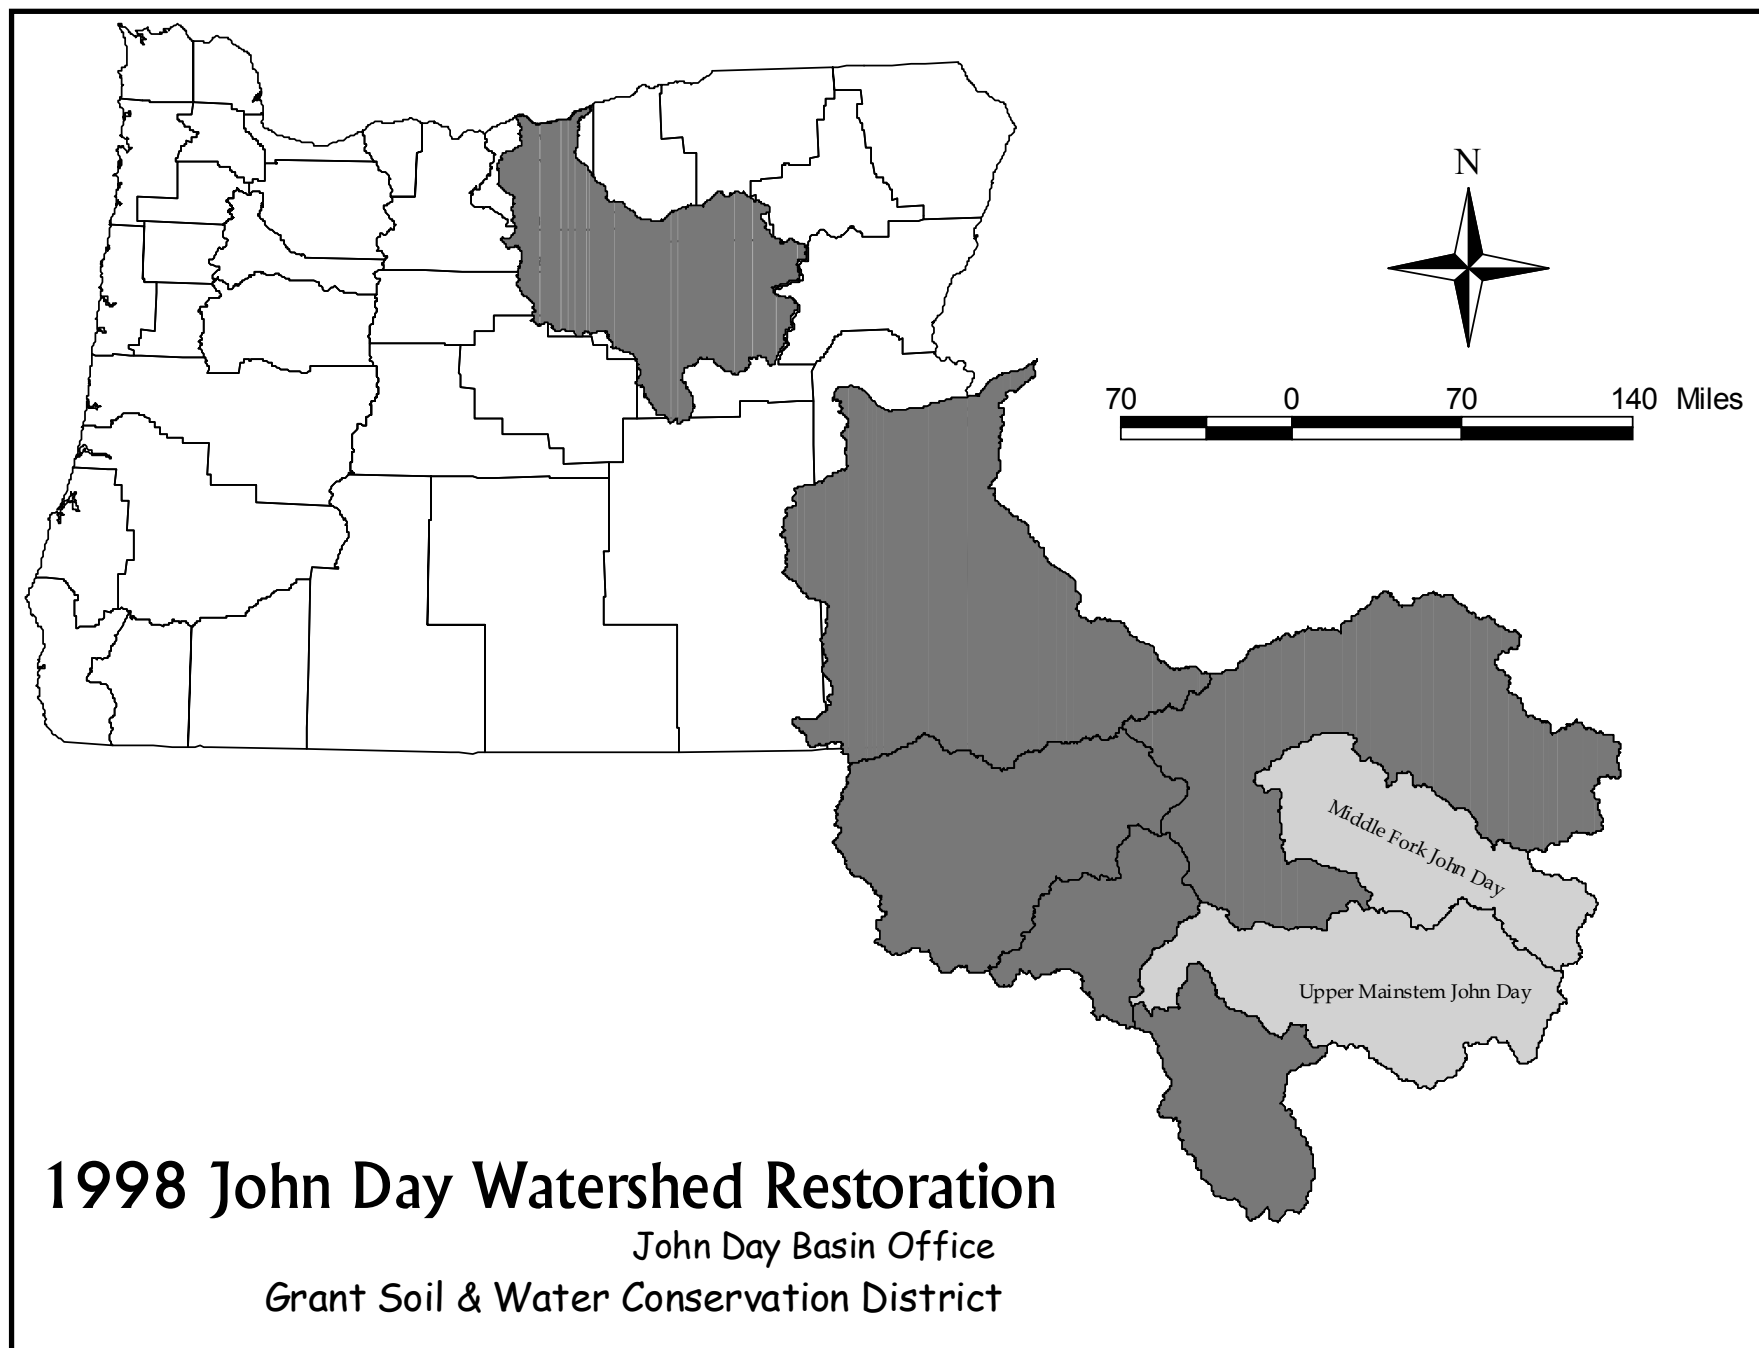 N
70 0 70 140 Miles
Middle Fork John Day
Upper Mainstem John Day
1998 John Day Watershed Restoration
John Day Basin Office
Grant Soil & Water Conservation District